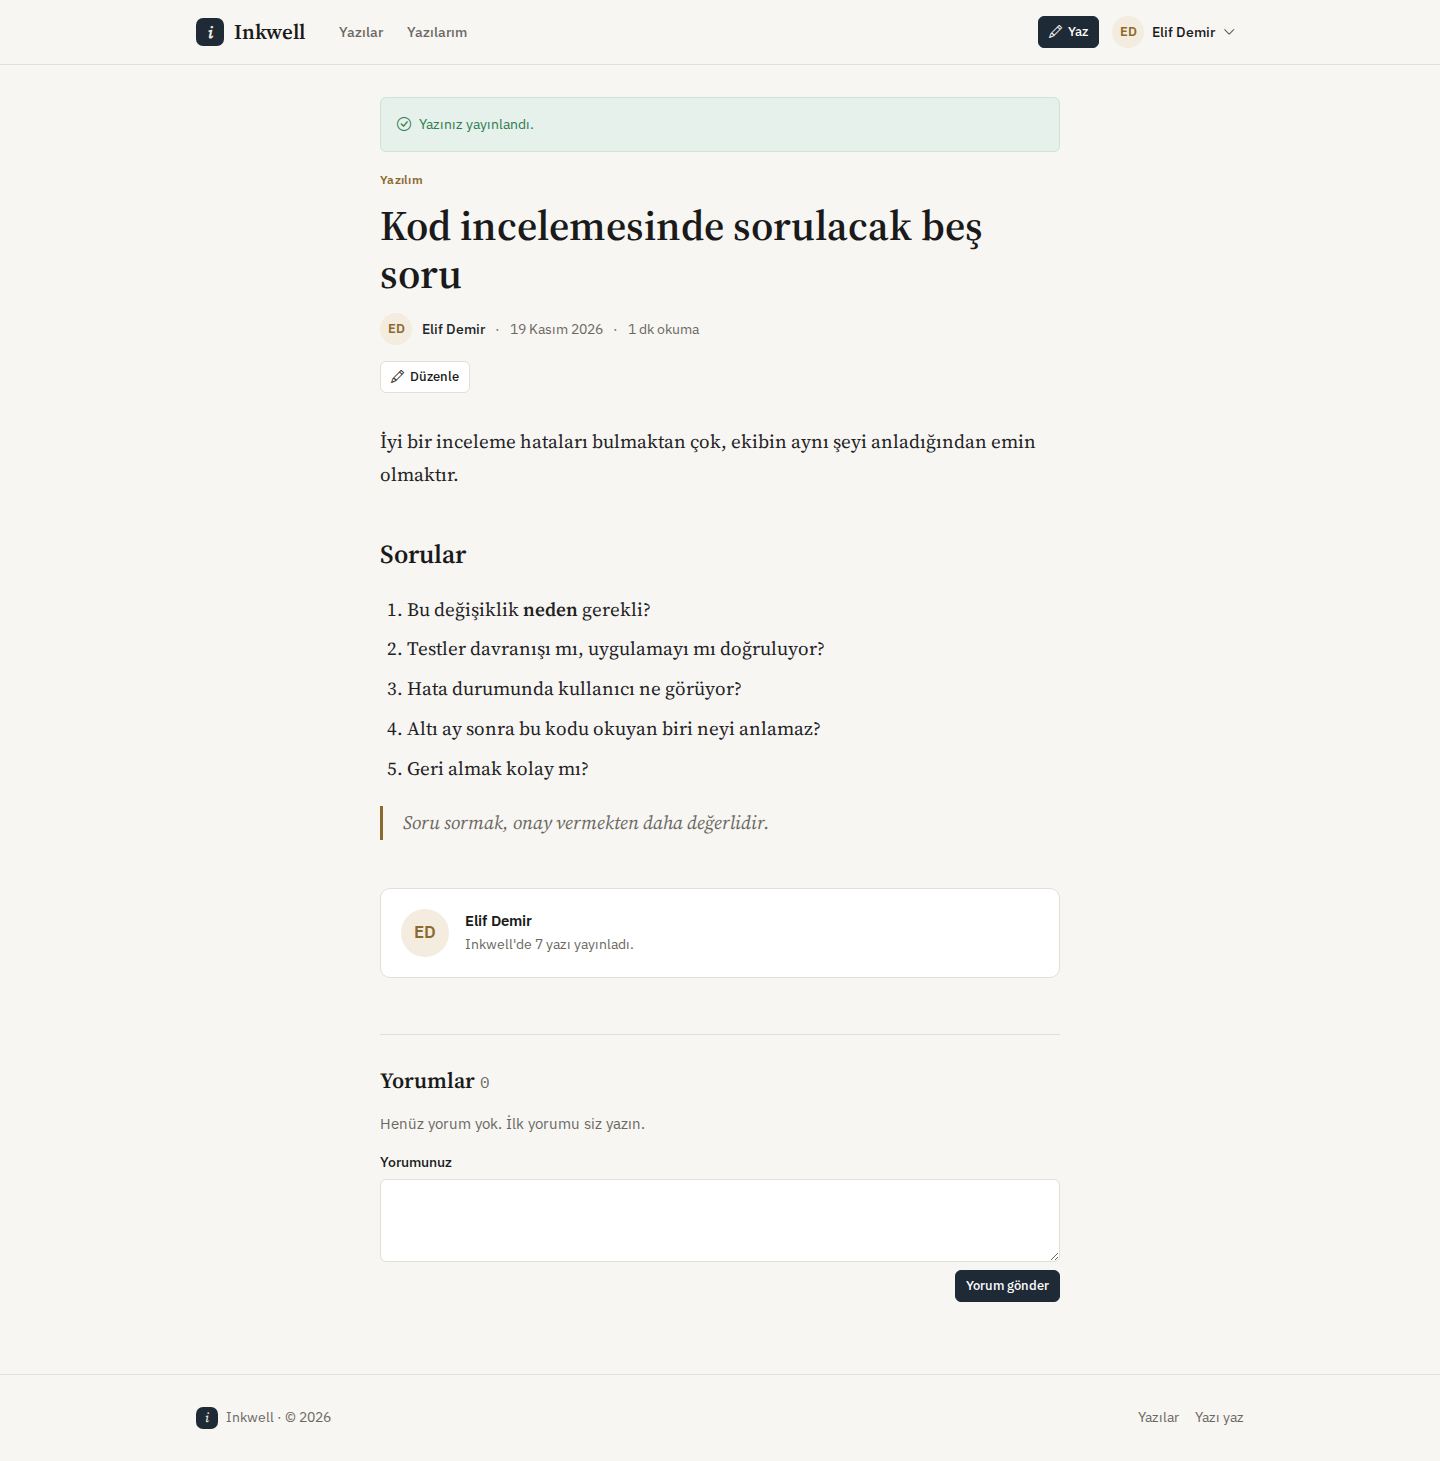 i Inkwell Yazılar Yazılarım Yaz ED Elif Demir
Yazınız yayınlandı.
Yazılım
Kod incelemesinde sorulacak beş
soru
ED Elif Demir · 19 Kasım 2026 · 1 dk okuma
Düzenle
İyi bir inceleme hataları bulmaktan çok, ekibin aynı şeyi anladığından emin
olmaktır.
Sorular
1. Bu değişiklik neden gerekli?
2. Testler davranışı mı, uygulamayı mı doğruluyor?
3. Hata durumunda kullanıcı ne görüyor?
4. Altı ay sonra bu kodu okuyan biri neyi anlamaz?
5. Geri almak kolay mı?
Soru sormak, onay vermekten daha değerlidir.
ED Elif Demir
Inkwell'de 7 yazı yayınladı.
Yorumlar 0
Henüz yorum yok. İlk yorumu siz yazın.
Yorumunuz
Yorum gönder
i Inkwell · © 2026 Yazılar Yazı yaz